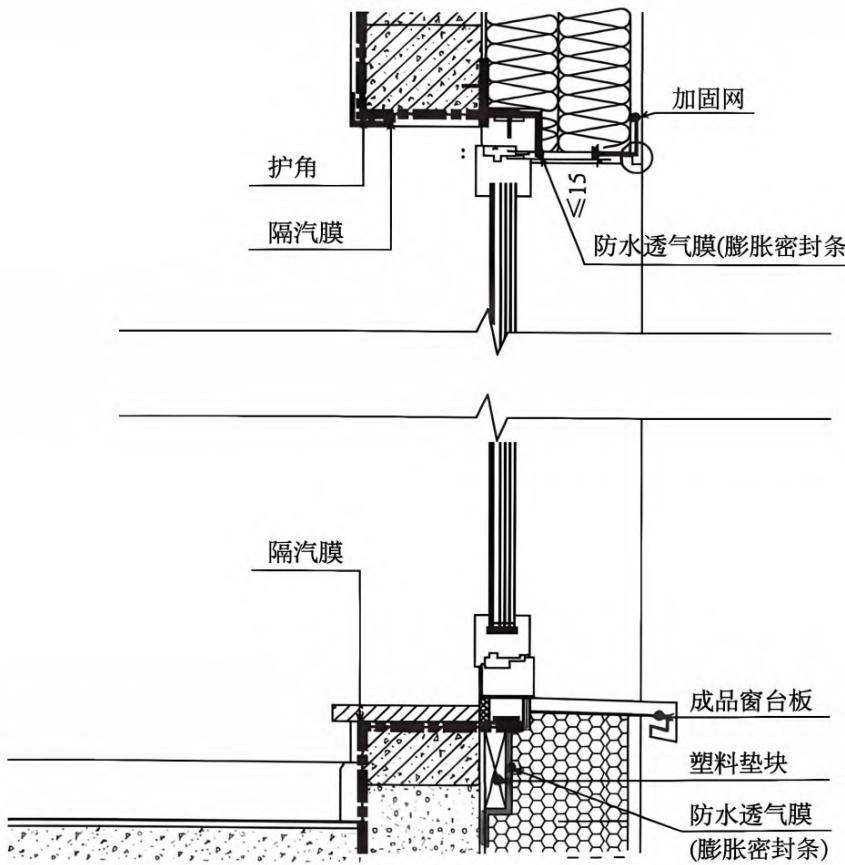 加固网
护角
≤15
隔汽膜
防水透气膜(膨胀密封条
隔汽膜
成品窗台板
塑料垫块
防水透气膜
(膨胀密封条)